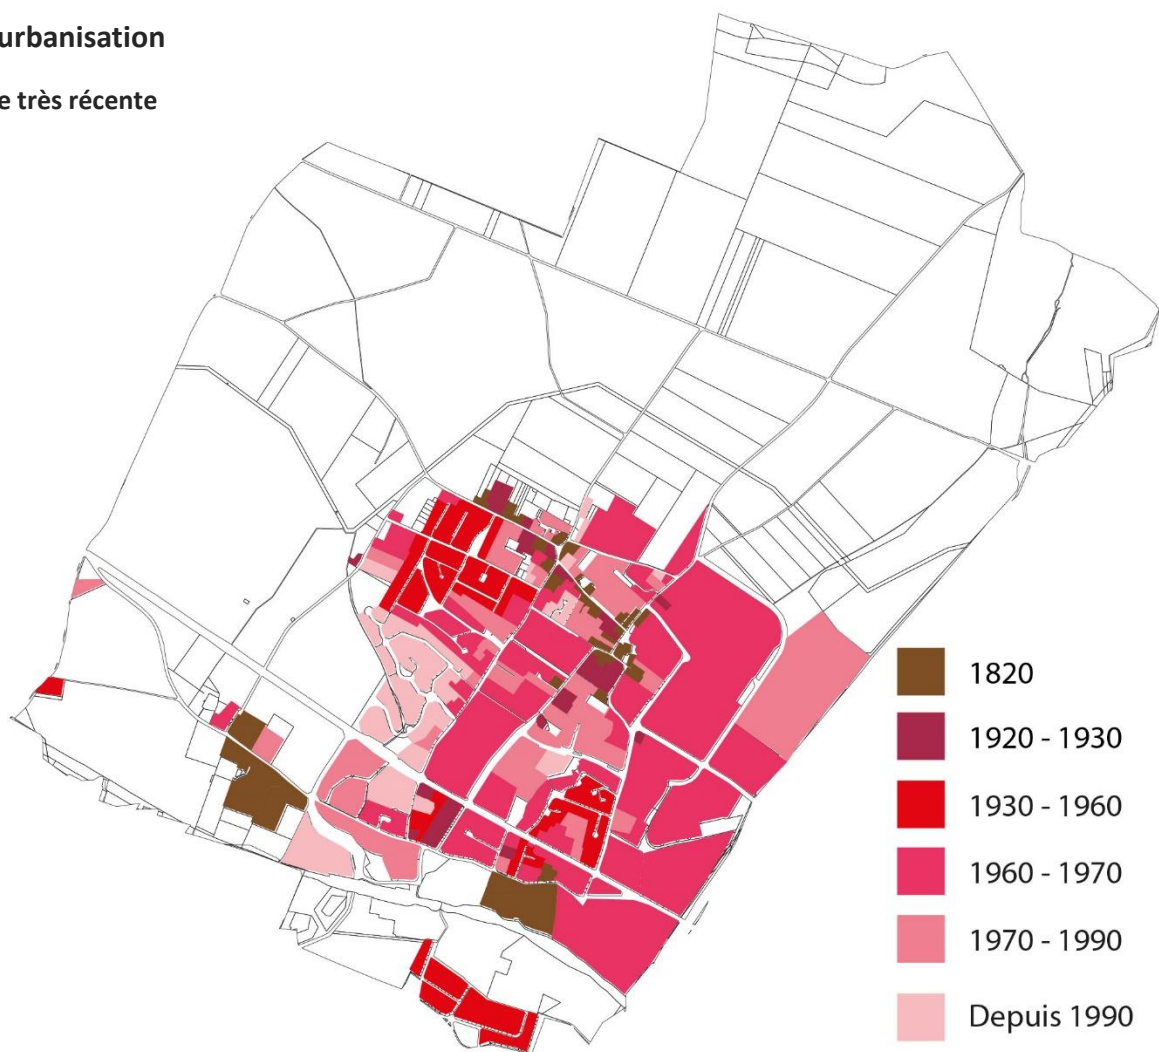 urbanisation
e très récente
1820
1920 - 1930
1930 - 1960
1960 - 1970
1970 - 1990
Depuis 1990